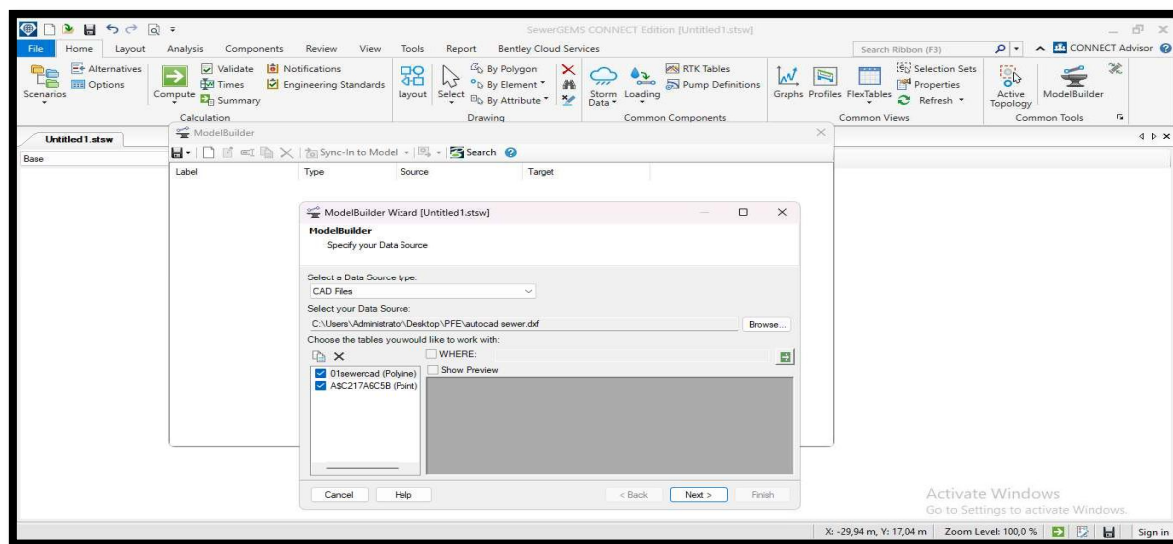 SewerGEMS CONNECT Edition [Untitled1.stsw]
File Home Layout Analysis Components Review View Tools Report Bentley Cloud Services Search Ribbon (F3) CONNECT Advisor
Scenarios Alternatives Options
Compute Validate Times Summary Notifications Engineering Standards
Calculation
layout Select By Polygon By Element By Attribute
Drawing
Storm Data Loading RTK Tables Pump Definitions
Common Components
Grphs Profiles FlexTables Selection Sets Properties Refresh
Common Views
Active Topology ModelBuilder
Common Tools
Untitled1.stsw
Base
ModelBuilder
Sync-In to Model Search
Label Type Source Target
ModelBuilder Wizard [Untitled1.stsw]
ModelBuilder
Specify your Data Source
Select a Data Source type:
CAD Files
Select your Data Source:
C:\Users\Administrator\Desktop\PFE\autocad sewer.dxf Browse...
Choose the tables you would like to work with:
WHERE:
Show Preview
01sewercad (Polyline)
A$C217A6C5B (Point)
Cancel Help < Back Next > Finish
Activate Windows
Go to Settings to activate Windows.
X: -29,94 m, Y: 17,04 m Zoom Level: 100,0 % Sign in